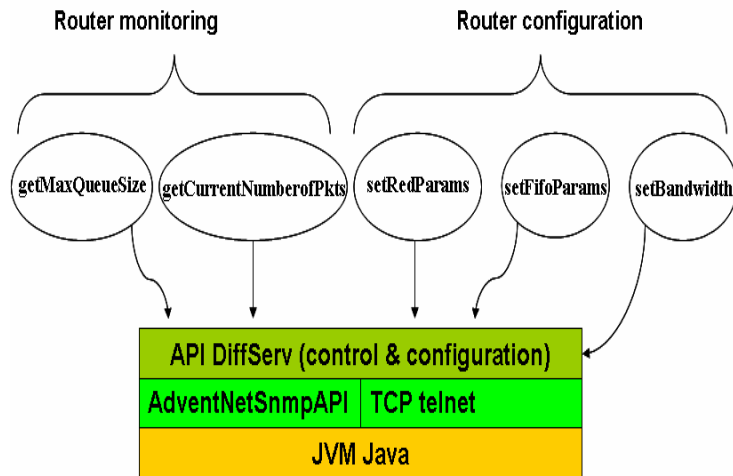 Router monitoring
Router configuration
getMaxQueueSize
getCurrentNumberofPkts
setRedParams
setFifoParams
setBandwidth
API DiffServ (control & configuration)
AdventNetSnmpAPI
TCP telnet
JVM Java